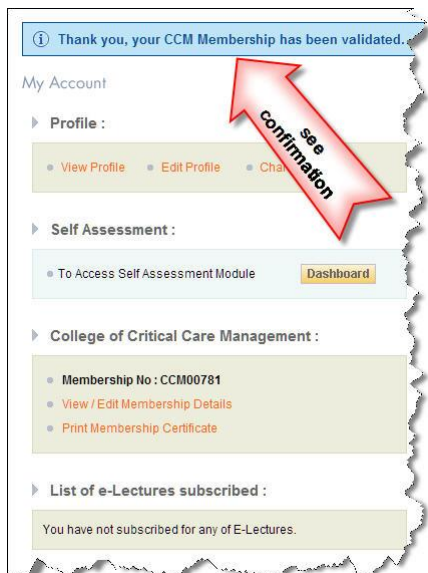 Thank you, your CCM Membership has been validated.
My Account
Profile :
View Profile Edit Profile
see
confirmation
Self Assessment :
To Access Self Assessment Module Dashboard
College of Critical Care Management :
Membership No : CCM00781
View / Edit Membership Details
Print Membership Certificate
List of e-Lectures subscribed :
You have not subscribed for any of E-Lectures.